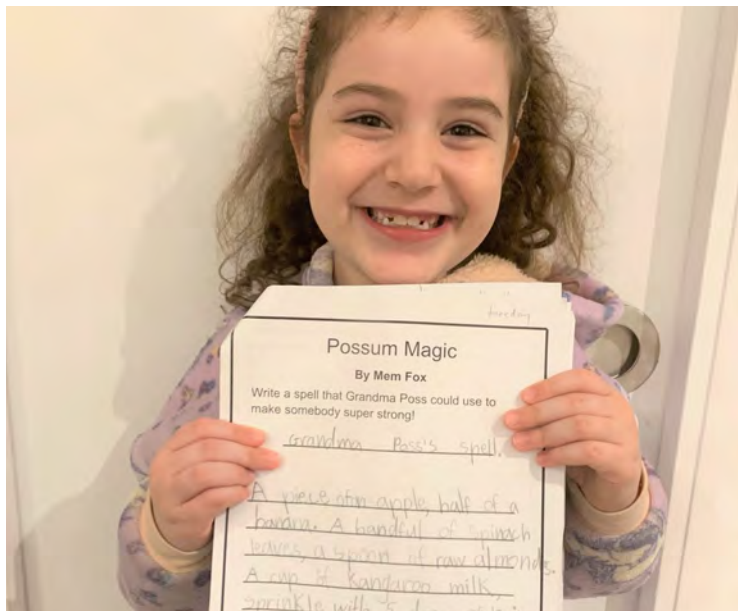 tuesday
Possum Magic
By Mem Fox
Write a spell that Grandma Poss could use to
make somebody super strong!
Grandma Poss's spell.
A piece of an apple, half of a
banana. A handful of spinach
leaves, a spoon of raw almonds.
A cup of kangaroo milk,
sprinkle with